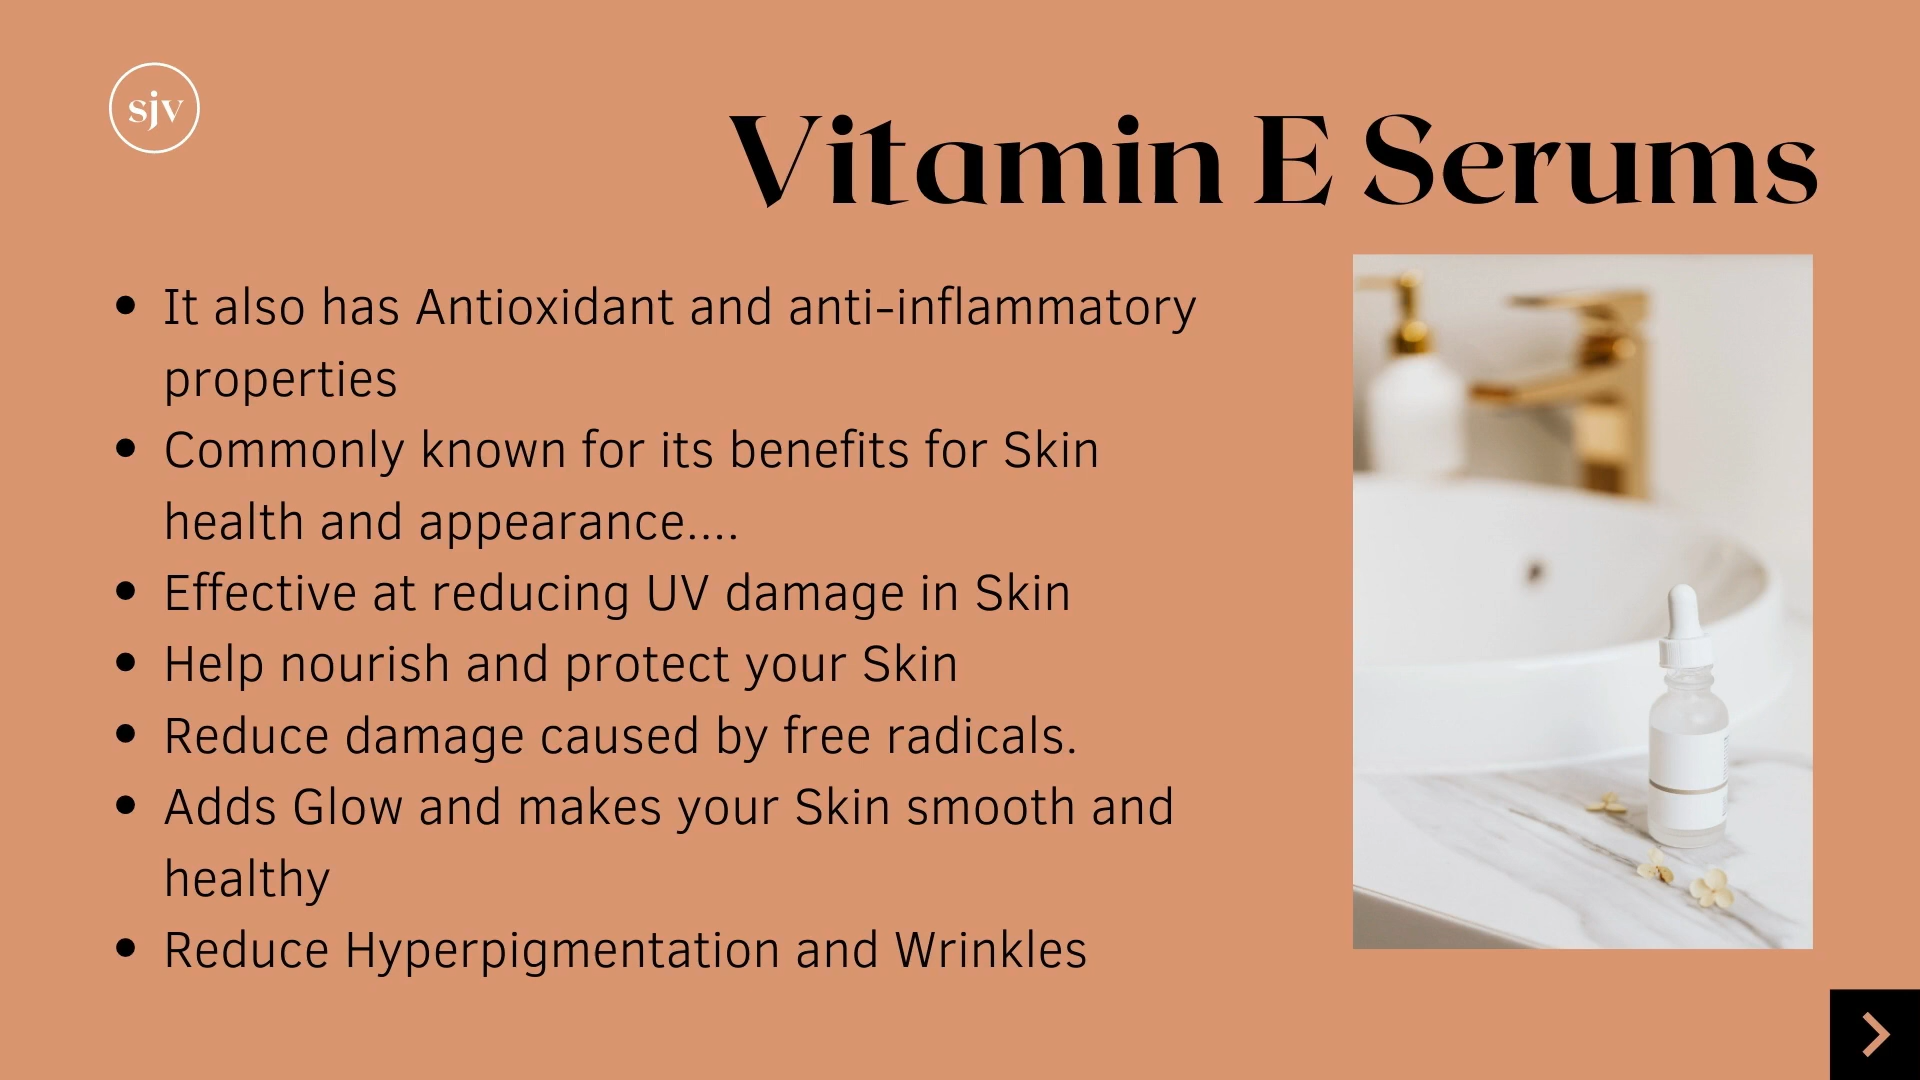 sjv
Vitamin E Serums
• It also has Antioxidant and anti-inflammatory
properties
• Commonly known for its benefits for Skin
health and appearance....
• Effective at reducing UV damage in Skin
• Help nourish and protect your Skin
• Reduce damage caused by free radicals.
• Adds Glow and makes your Skin smooth and
healthy
• Reduce Hyperpigmentation and Wrinkles